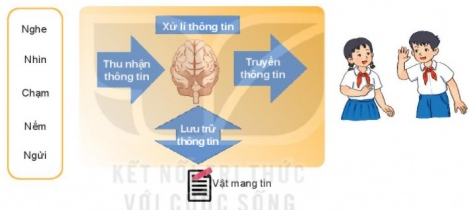 Nghe
Nhìn
Chạm
Nếm
Ngửi
Xử lí thông tin
Thu nhận
thông tin
Truyền
thông tin
Lưu trữ
thông tin
Vật mang tin
KẾT NỐI TRI THỨC
VỚI CUỘC SỐNG